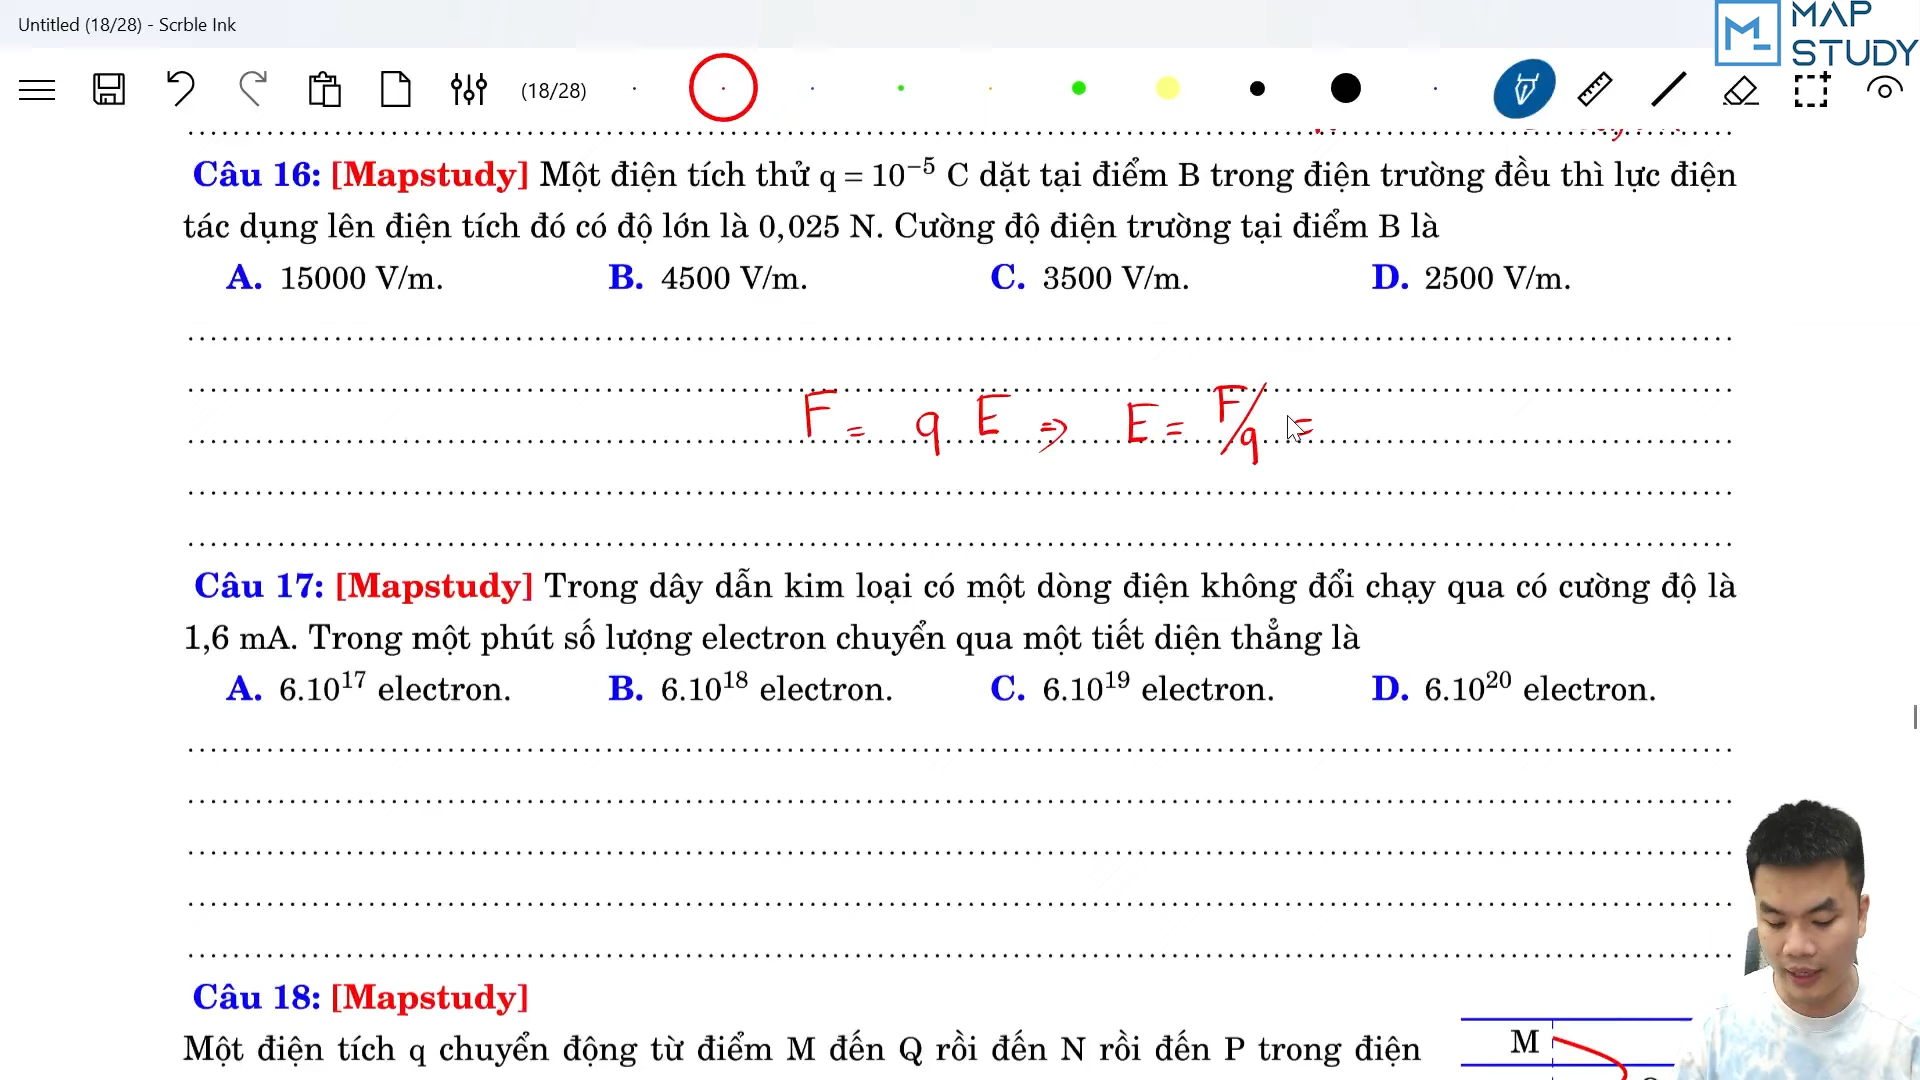 Untitled (18/28) - Scrble Ink
MAP
STUDY
(18/28)
Câu 16: [Mapstudy] Một điện tích thử q = 10⁻⁵ C dặt tại điểm B trong điện trường đều thì lực điện
tác dụng lên điện tích đó có độ lớn là 0,025 N. Cường độ điện trường tại điểm B là
A. 15000 V/m. B. 4500 V/m. C. 3500 V/m. D. 2500 V/m.
F = q E => E = F/q =
Câu 17: [Mapstudy] Trong dây dẫn kim loại có một dòng điện không đổi chạy qua có cường độ là
1,6 mA. Trong một phút số lượng electron chuyển qua một tiết diện thẳng là
A. 6.10¹⁷ electron. B. 6.10¹⁸ electron. C. 6.10¹⁹ electron. D. 6.10²⁰ electron.
Câu 18: [Mapstudy]
Một điện tích q chuyển động từ điểm M đến Q rồi đến N rồi đến P trong điện
M